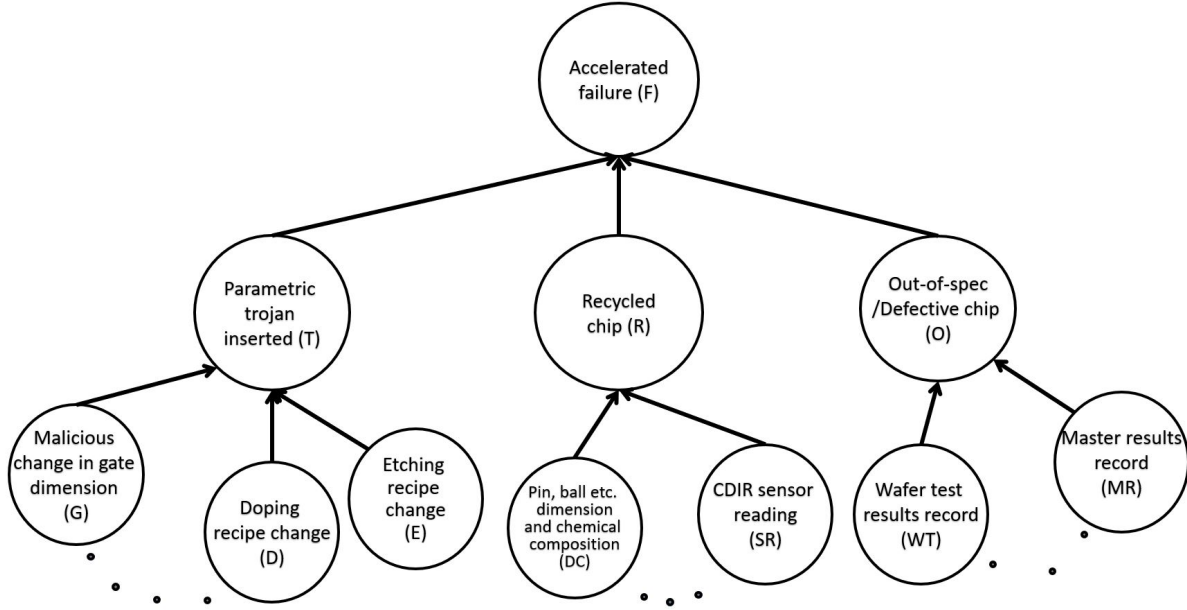 Accelerated
failure (F)
Parametric
trojan
inserted (T)
Recycled
chip (R)
Out-of-spec
/Defective chip
(O)
Malicious
change in gate
dimension
(G)
Doping
recipe change
(D)
Etching
recipe
change
(E)
Pin, ball etc.
dimension
and chemical
composition
(DC)
CDIR sensor
reading
(SR)
Wafer test
results record
(WT)
Master results
record
(MR)